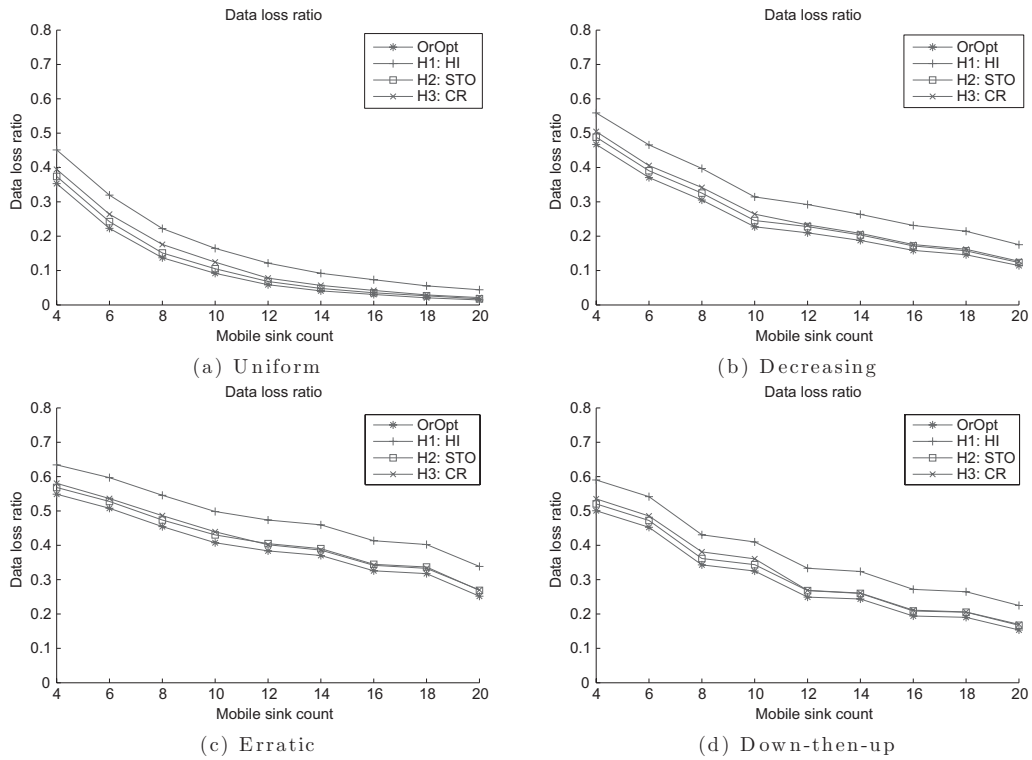 Data loss ratio
0.8
0.7
0.6
0.5
0.4
0.3
0.2
0.1
0
Data loss ratio
OrOpt
H1: HI
H2: STO
H3: CR
4 6 8 10 12 14 16 18 20
Mobile sink count
(a) Uniform
Data loss ratio
0.8
0.7
0.6
0.5
0.4
0.3
0.2
0.1
0
Data loss ratio
OrOpt
H1: HI
H2: STO
H3: CR
4 6 8 10 12 14 16 18 20
Mobile sink count
(b) Decreasing
Data loss ratio
0.8
0.7
0.6
0.5
0.4
0.3
0.2
0.1
0
Data loss ratio
OrOpt
H1: HI
H2: STO
H3: CR
4 6 8 10 12 14 16 18 20
Mobile sink count
(c) Erratic
Data loss ratio
0.8
0.7
0.6
0.5
0.4
0.3
0.2
0.1
0
Data loss ratio
OrOpt
H1: HI
H2: STO
H3: CR
4 6 8 10 12 14 16 18 20
Mobile sink count
(d) Down-then-up